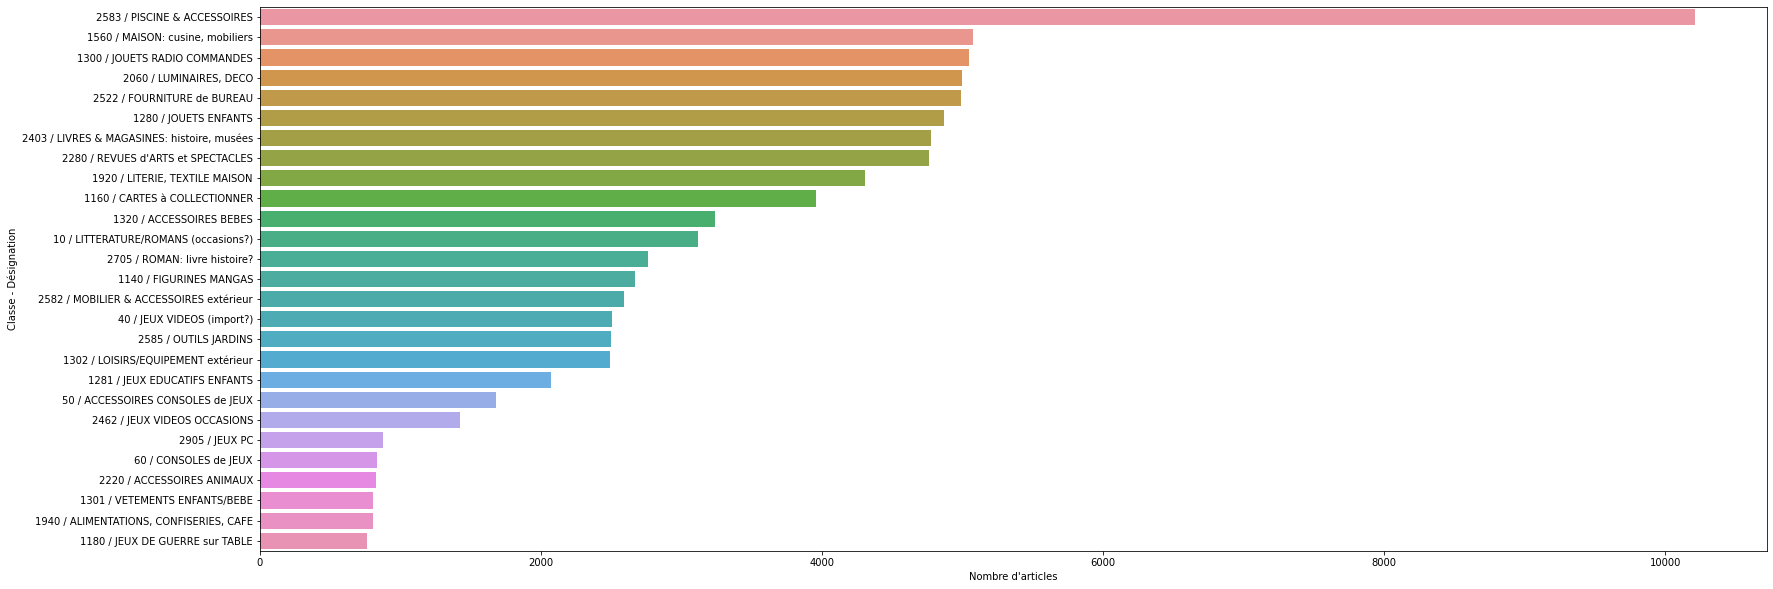 2583 / PISCINE & ACCESSOIRES
1560 / MAISON: cusine, mobiliers
1300 / JOUETS RADIO COMMANDES
2060 / LUMINAIRES, DECO
2522 / FOURNITURE de BUREAU
1280 / JOUETS ENFANTS
2403 / LIVRES & MAGASINES: histoire, musées
2280 / REVUES d'ARTS et SPECTACLES
1920 / LITERIE, TEXTILE MAISON
1160 / CARTES à COLLECTIONNER
1320 / ACCESSOIRES BEBES
10 / LITTERATURE/ROMANS (occasions?)
2705 / ROMAN: livre histoire?
1140 / FIGURINES MANGAS
2582 / MOBILIER & ACCESSOIRES extérieur
40 / JEUX VIDEOS (import?)
2585 / OUTILS JARDINS
1302 / LOISIRS/EQUIPEMENT extérieur
1281 / JEUX EDUCATIFS ENFANTS
50 / ACCESSOIRES CONSOLES de JEUX
2462 / JEUX VIDEOS OCCASIONS
2905 / JEUX PC
60 / CONSOLES de JEUX
2220 / ACCESSOIRES ANIMAUX
1301 / VETEMENTS ENFANTS/BEBE
1940 / ALIMENTATIONS, CONFISERIES, CAFE
1180 / JEUX DE GUERRE sur TABLE
Classe - Désignation
0 2000 4000 6000 8000 10000
Nombre d'articles